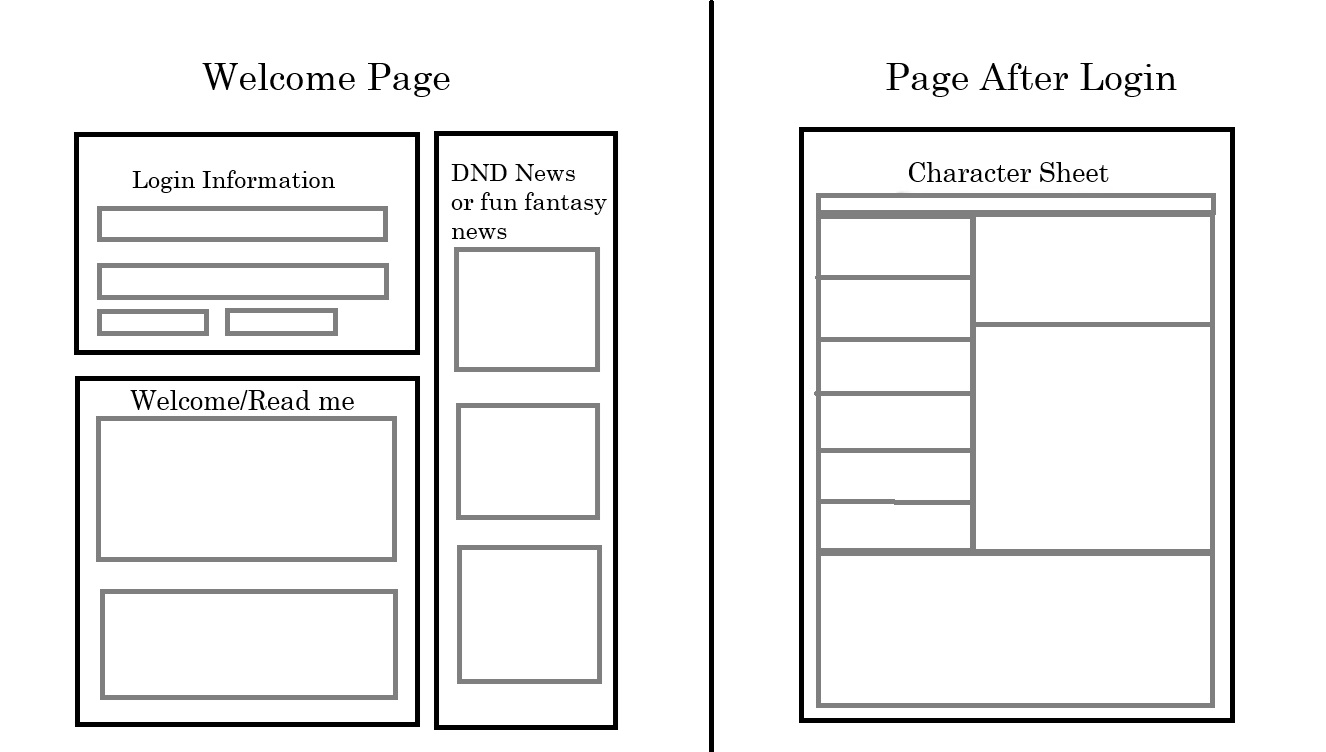 Welcome Page
Login Information
Welcome/Read me
DND News
or fun fantasy
news
Page After Login
Character Sheet